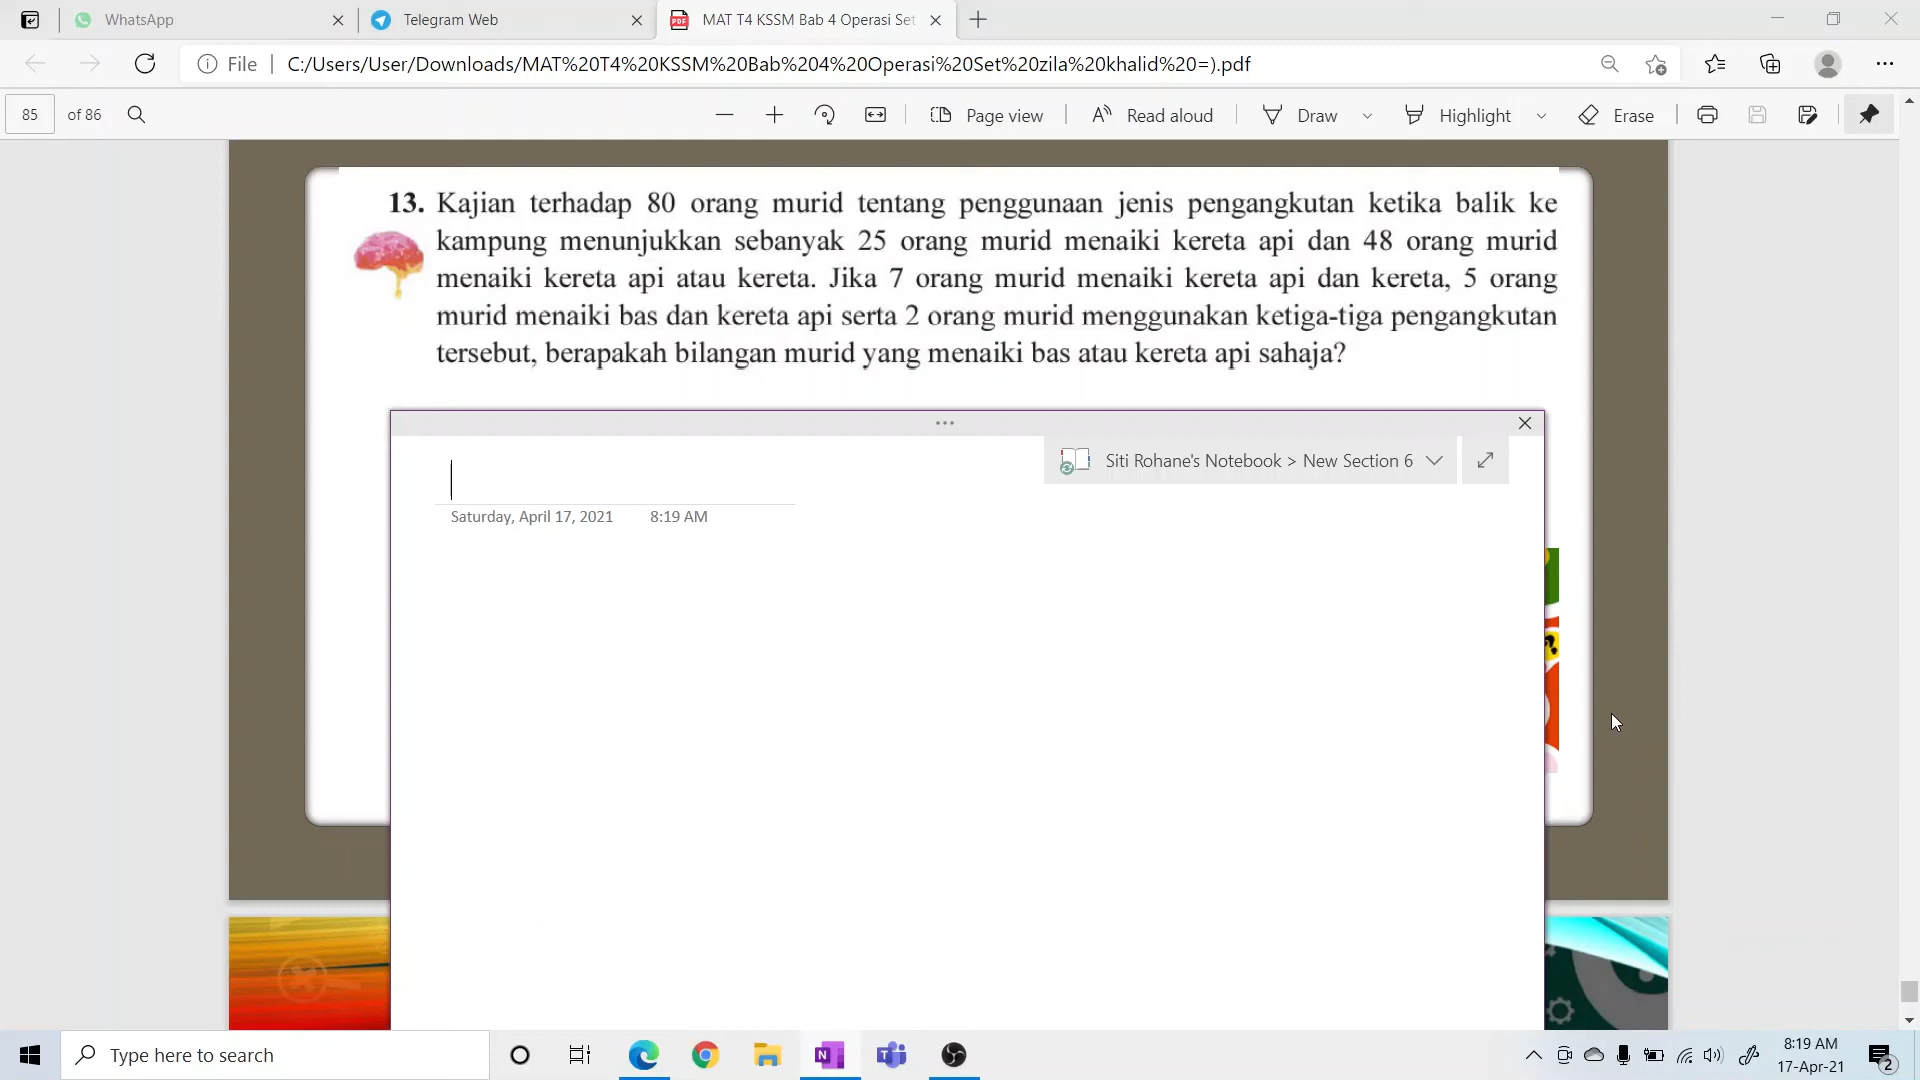 WhatsApp
Telegram Web
MAT T4 KSSM Bab 4 Operasi Set
File
C:/Users/User/Downloads/MAT%20T4%20KSSM%20Bab%204%20Operasi%20Set%20zila%20khalid%20=).pdf
85 of 86
Page view
Read aloud
Draw
Highlight
Erase
13. Kajian terhadap 80 orang murid tentang penggunaan jenis pengangkutan ketika balik ke
kampung menunjukkan sebanyak 25 orang murid menaiki kereta api dan 48 orang murid
menaiki kereta api atau kereta. Jika 7 orang murid menaiki kereta api dan kereta, 5 orang
murid menaiki bas dan kereta api serta 2 orang murid menggunakan ketiga-tiga pengangkutan
tersebut, berapakah bilangan murid yang menaiki bas atau kereta api sahaja?
Siti Rohane's Notebook > New Section 6
Saturday, April 17, 2021 8:19 AM
Type here to search
8:19 AM
17-Apr-21
2